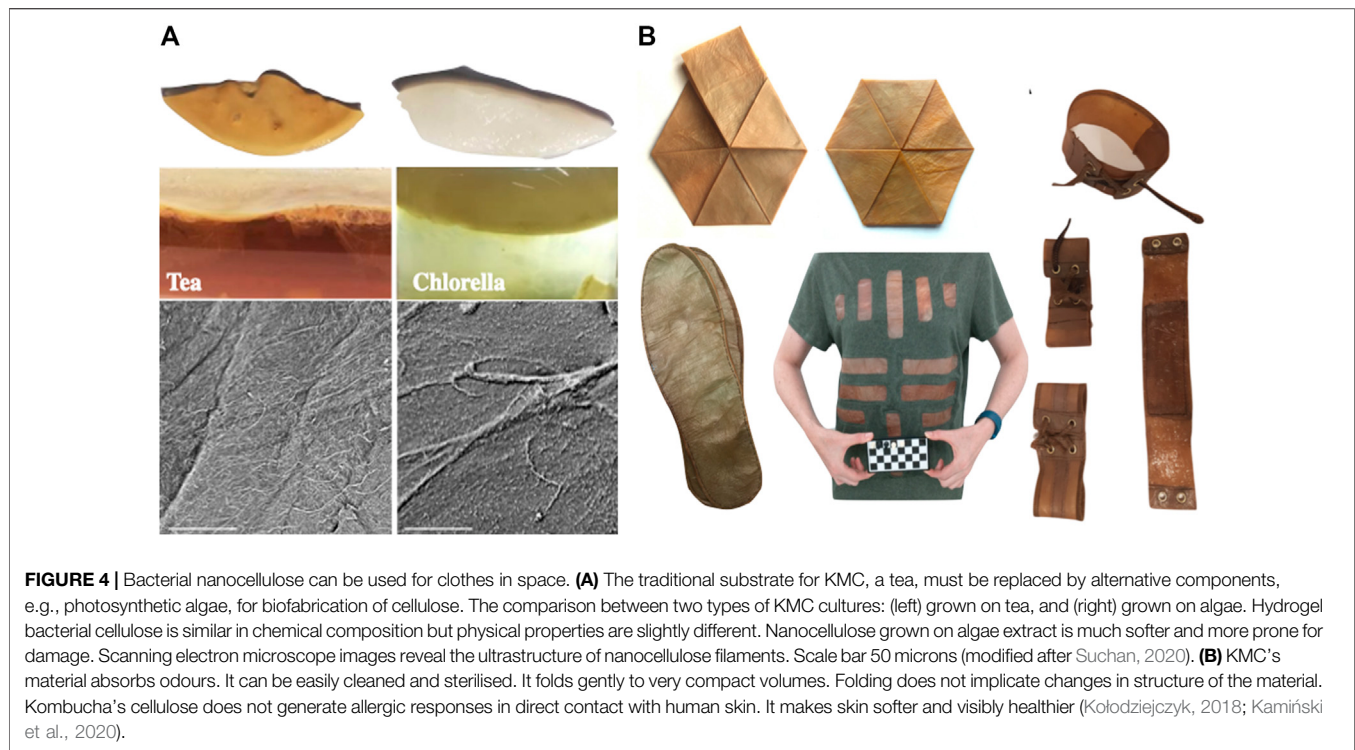 A
B
Tea
Chlorella
FIGURE 4 | Bacterial nanocellulose can be used for clothes in space. (A) The traditional substrate for KMC, a tea, must be replaced by alternative components,
e.g., photosynthetic algae, for biofabrication of cellulose. The comparison between two types of KMC cultures: (left) grown on tea, and (right) grown on algae. Hydrogel
bacterial cellulose is similar in chemical composition but physical properties are slightly different. Nanocellulose grown on algae extract is much softer and more prone for
damage. Scanning electron microscope images reveal the ultrastructure of nanocellulose filaments. Scale bar 50 microns (modified after Suchan, 2020). (B) KMC's
material absorbs odours. It can be easily cleaned and sterilised. It folds gently to very compact volumes. Folding does not implicate changes in structure of the material.
Kombucha's cellulose does not generate allergic responses in direct contact with human skin. It makes skin softer and visibly healthier (Kołodziejczyk, 2018; Kamiński
et al., 2020).